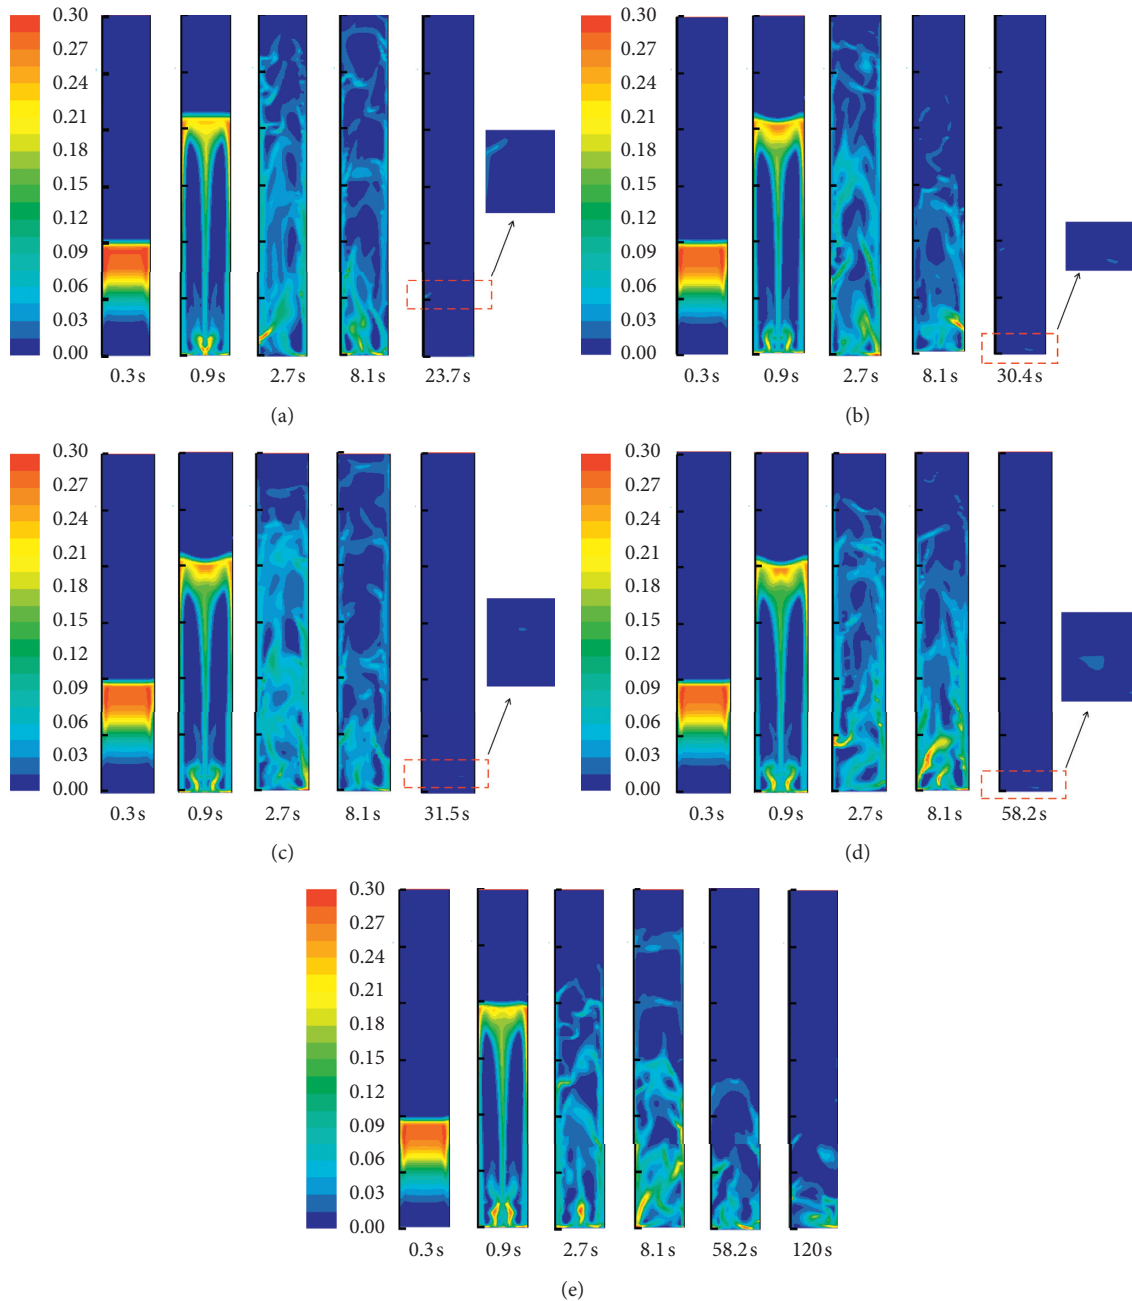 0.30
0.27
0.24
0.21
0.18
0.15
0.12
0.09
0.06
0.03
0.00
0.3 s
0.9 s
2.7 s
8.1 s
23.7 s
(a)
0.30
0.27
0.24
0.21
0.18
0.15
0.12
0.09
0.06
0.03
0.00
0.3 s
0.9 s
2.7 s
8.1 s
30.4 s
(b)
0.30
0.27
0.24
0.21
0.18
0.15
0.12
0.09
0.06
0.03
0.00
0.3 s
0.9 s
2.7 s
8.1 s
31.5 s
(c)
0.30
0.27
0.24
0.21
0.18
0.15
0.12
0.09
0.06
0.03
0.00
0.3 s
0.9 s
2.7 s
8.1 s
58.2 s
(d)
0.30
0.27
0.24
0.21
0.18
0.15
0.12
0.09
0.06
0.03
0.00
0.3 s
0.9 s
2.7 s
8.1 s
58.2 s
120 s
(e)